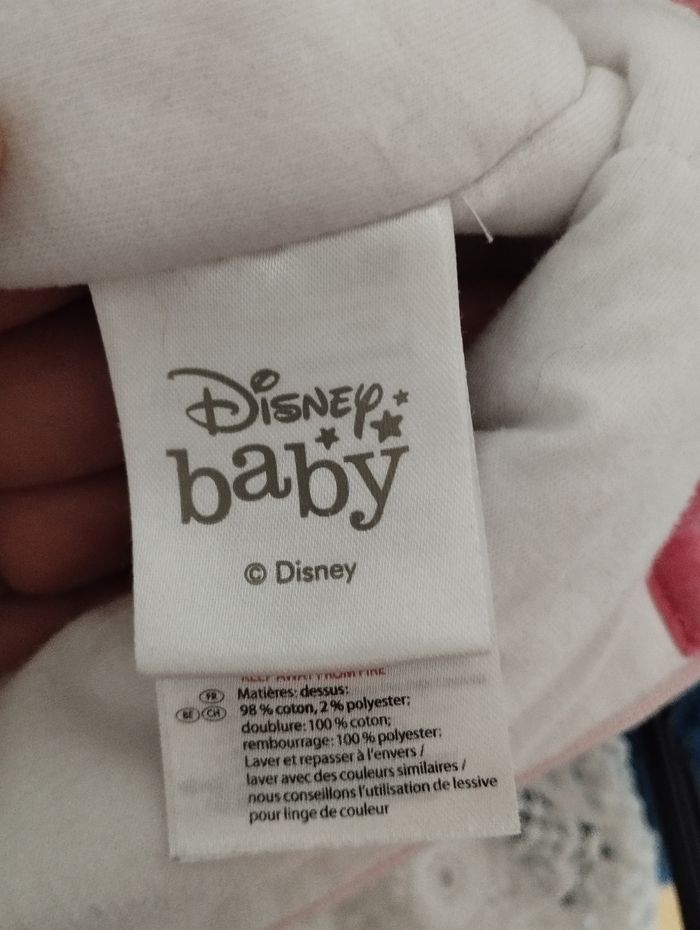 Disney
baby
© Disney
KEEP AWAY FROM FIRE
FR Matières: dessus:
BE CH 98 % coton, 2 % polyester;
doublure: 100 % coton;
rembourrage: 100 % polyester;
Laver et repasser à l'envers /
laver avec des couleurs similaires /
nous conseillons l'utilisation de lessive
pour linge de couleur